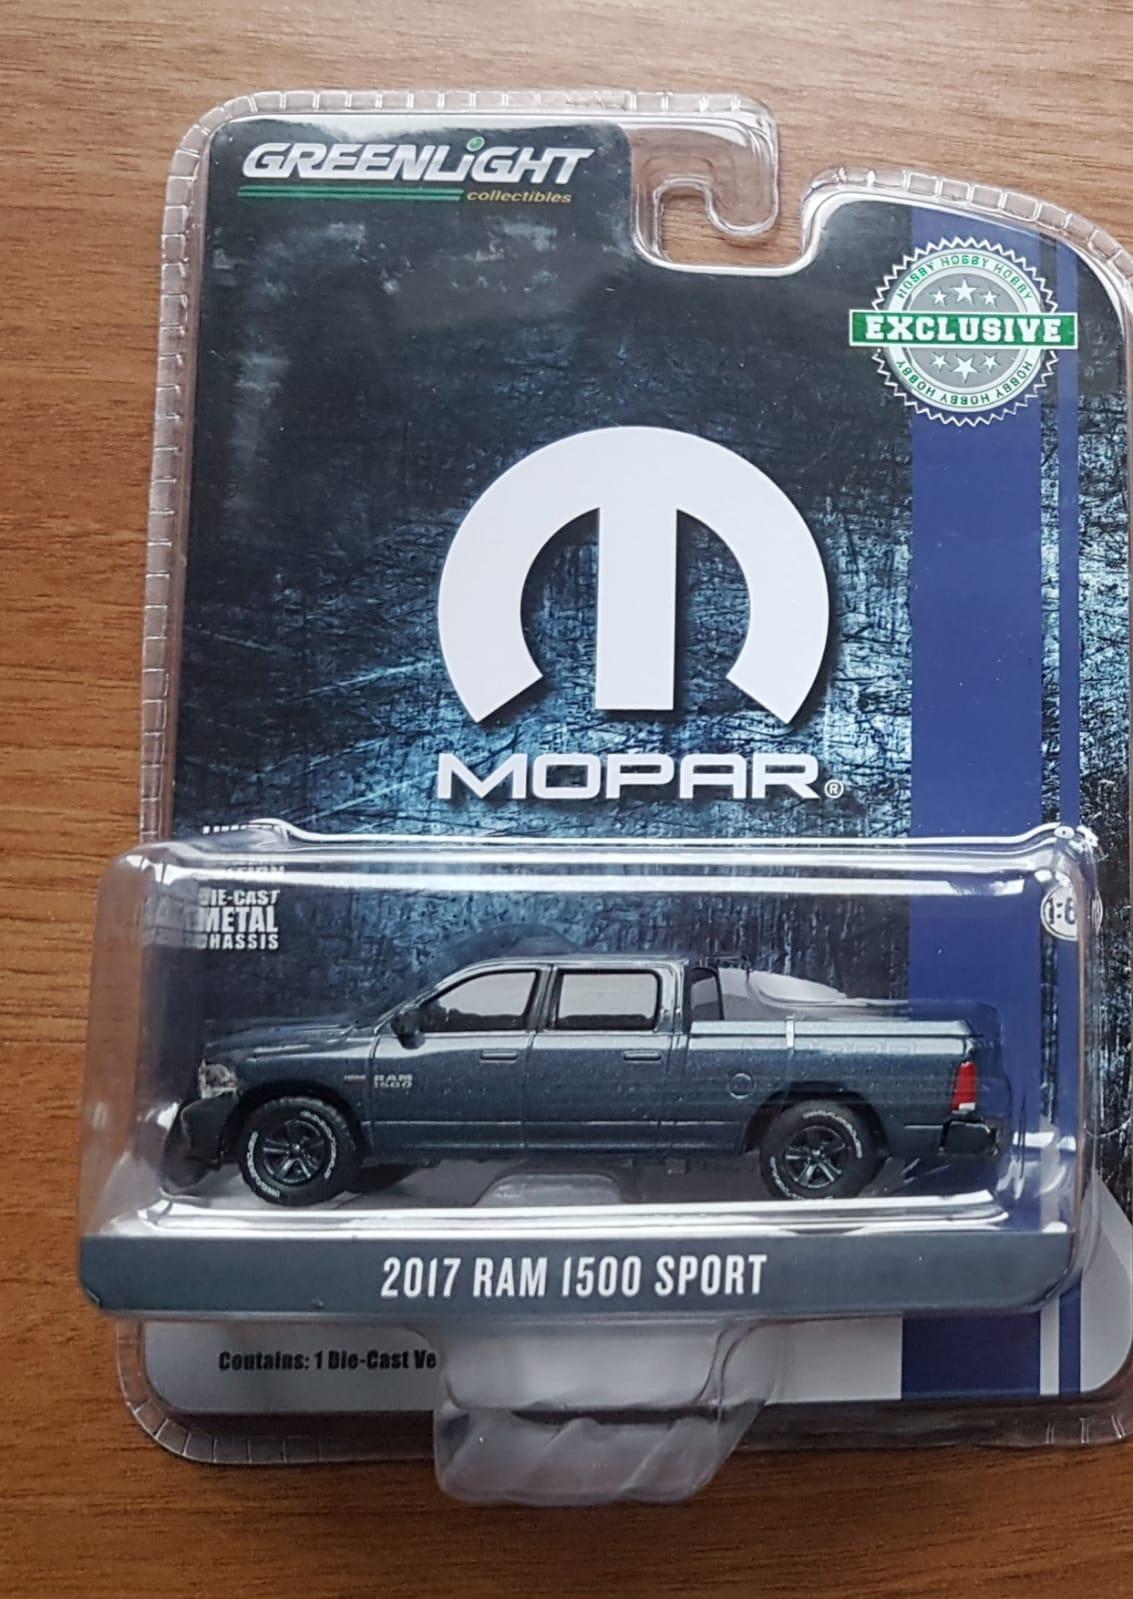 GREENLiGHT
collectibles
HOBBY HOBBY HOBBY
EXCLUSIVE
HOBBY HOBBY HOBBY
MOPAR®
DIE-CAST
METAL
CHASSIS
RAM
1500
2017 RAM 1500 SPORT
Contains: 1 Die-Cast Ve